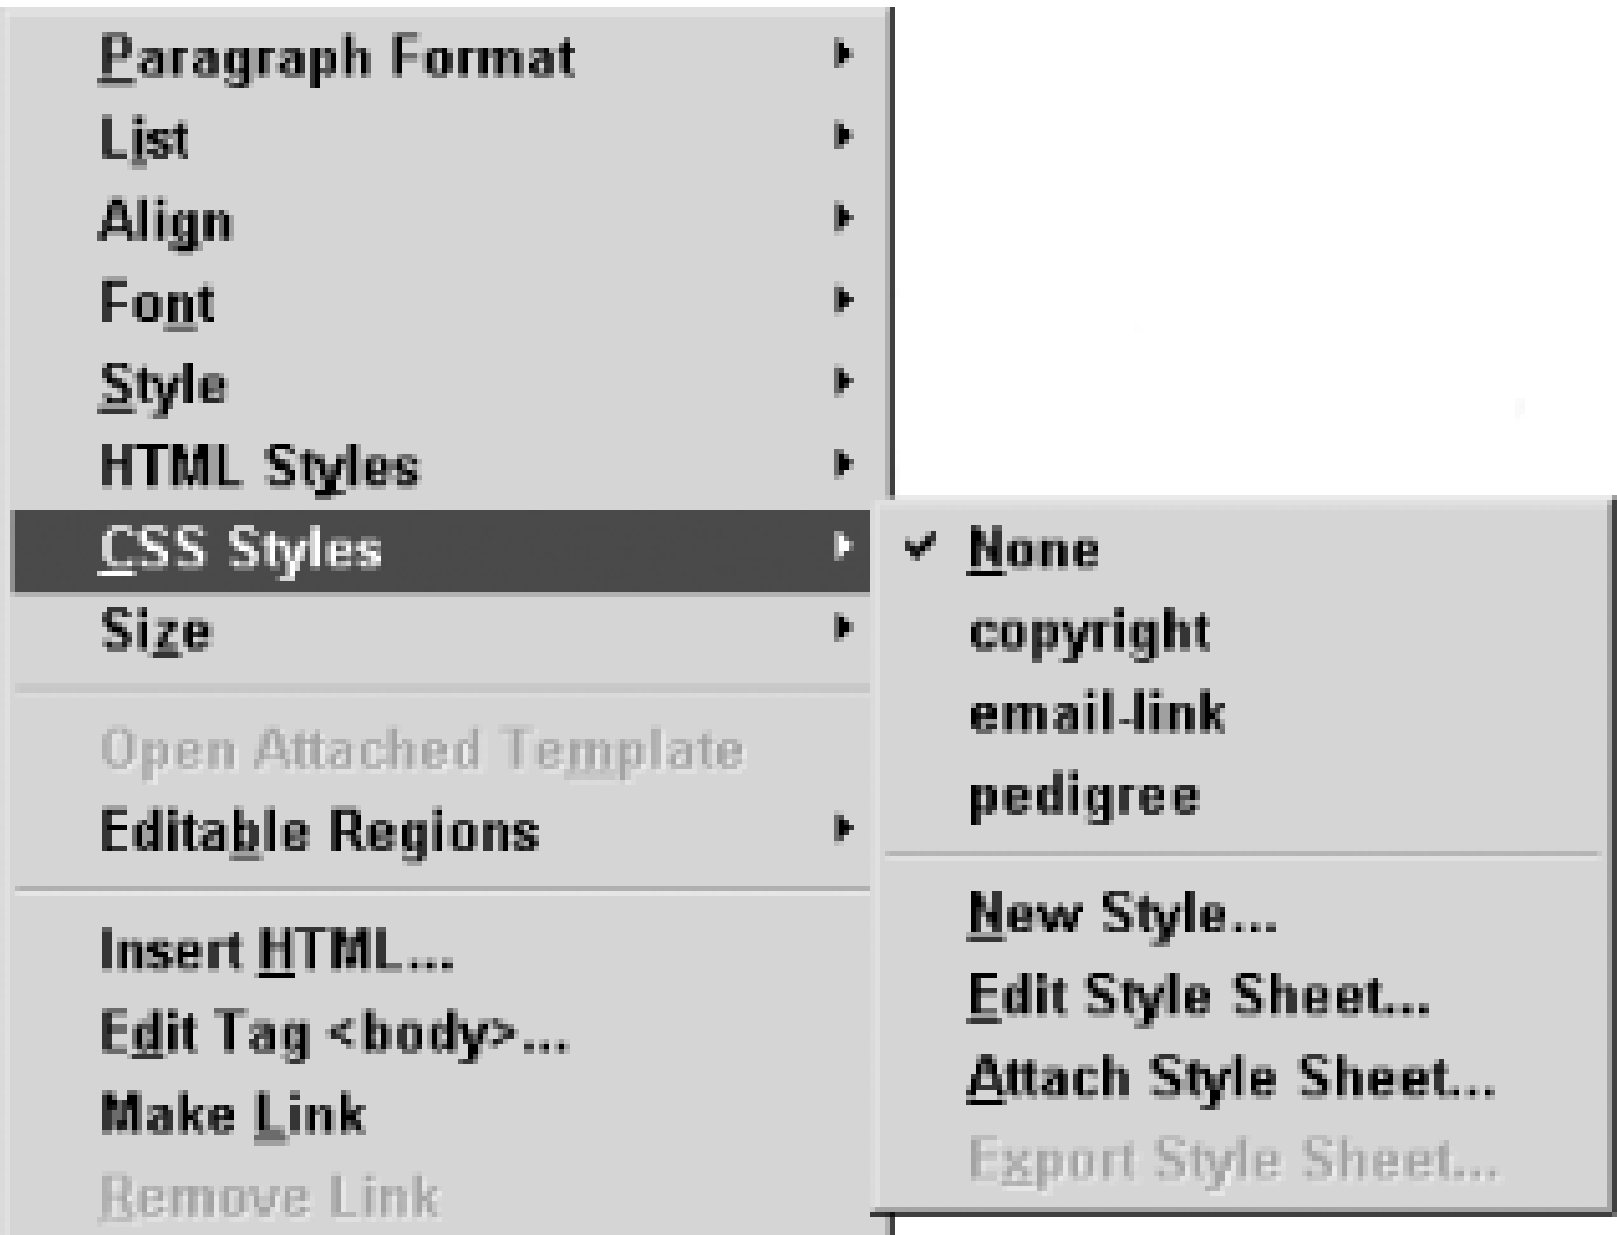 Paragraph Format
List
Align
Font
Style
HTML Styles
CSS Styles
Size
Open Attached Template
Editable Regions
Insert HTML...
Edit Tag <body>...
Make Link
Remove Link
None
copyright
email-link
pedigree
New Style...
Edit Style Sheet...
Attach Style Sheet...
Export Style Sheet...